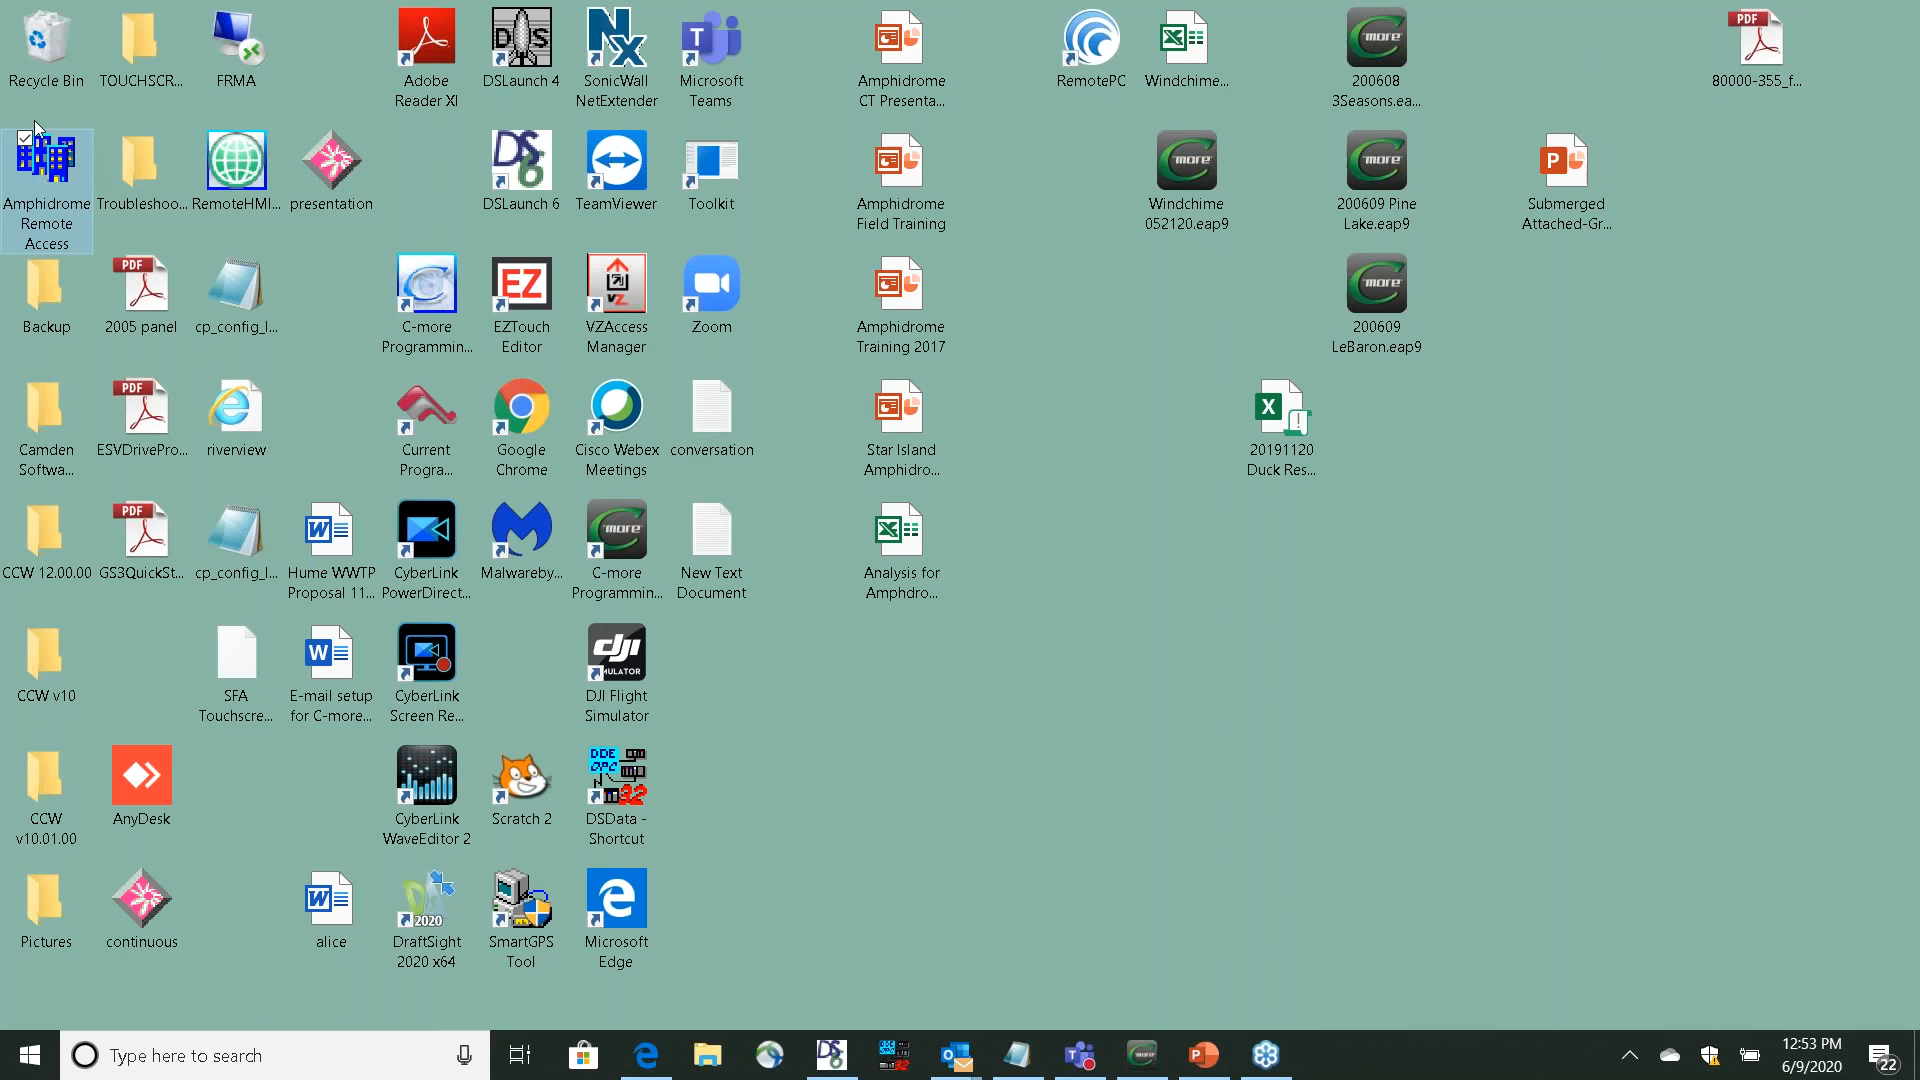 Recycle Bin
TOUCHSCR...
FRMA
Adobe
Reader XI
DSLaunch 4
SonicWall
NetExtender
Microsoft
Teams
Amphidrome
CT Presenta...
RemotePC
Windchime...
200608
3Seasons.ea...
80000-355_f...
Amphidrome
Remote
Access
Troubleshoo...
RemoteHMI...
presentation
DSLaunch 6
TeamViewer
Toolkit
Amphidrome
Field Training
Windchime
052120.eap9
200609 Pine
Lake.eap9
Submerged
Attached-Gr...
Backup
2005 panel
cp_config_l...
C-more
Programmin...
EZTouch
Editor
VZAccess
Manager
Zoom
Amphidrome
Training 2017
200609
LeBaron.eap9
Camden
Softwa...
ESVDrivePro...
riverview
Current
Progra...
Google
Chrome
Cisco Webex
Meetings
conversation
Star Island
Amphidro...
20191120
Duck Res...
CCW 12.00.00
GS3QuickSt...
cp_config_l...
Hume WWTP
Proposal 11...
CyberLink
PowerDirect...
Malwareby...
C-more
Programmin...
New Text
Document
Analysis for
Amphdro...
CCW v10
SFA
Touchscre...
E-mail setup
for C-more...
CyberLink
Screen Re...
DJI Flight
Simulator
CCW
v10.01.00
AnyDesk
CyberLink
WaveEditor 2
Scratch 2
DSData -
Shortcut
Pictures
continuous
alice
DraftSight
2020 x64
SmartGPS
Tool
Microsoft
Edge
Type here to search
12:53 PM
6/9/2020
22